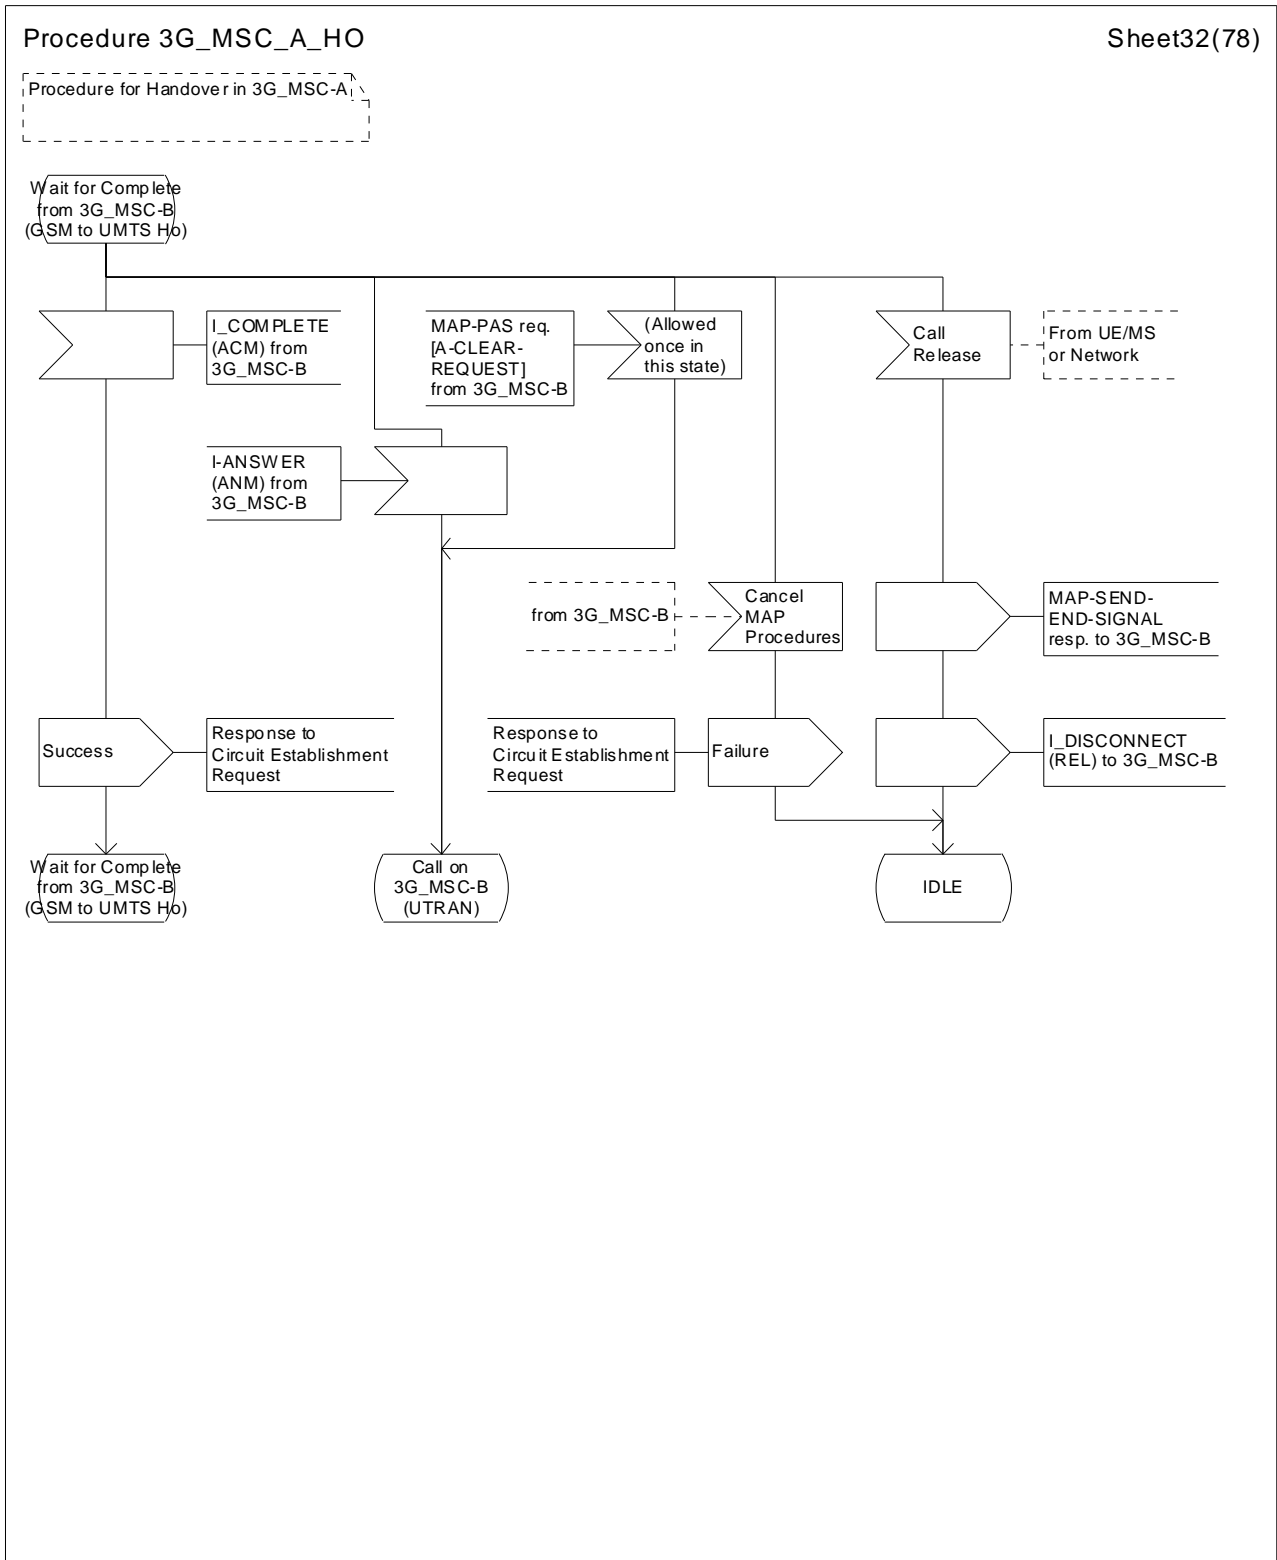 Procedure 3G_MSC_A_HO
Sheet32(78)
Procedure for Handover in 3G_MSC-A
Wait for Complete
from 3G_MSC-B
(GSM to UMTS Ho)
I_COMPLETE
(ACM) from
3G_MSC-B
MAP-PAS req.
[A-CLEAR-
REQUEST]
from 3G_MSC-B
(Allowed
once in
this state)
Call
Release
From UE/MS
or Network
I-ANSWER
(ANM) from
3G_MSC-B
from 3G_MSC-B
Cancel
MAP
Procedures
MAP-SEND-
END-SIGNAL
resp. to 3G_MSC-B
Success
Response to
Circuit Establishment
Request
Response to
Circuit Establishment
Request
Failure
I_DISCONNECT
(REL) to 3G_MSC-B
Wait for Complete
from 3G_MSC-B
(GSM to UMTS Ho)
Call on
3G_MSC-B
(UTRAN)
IDLE